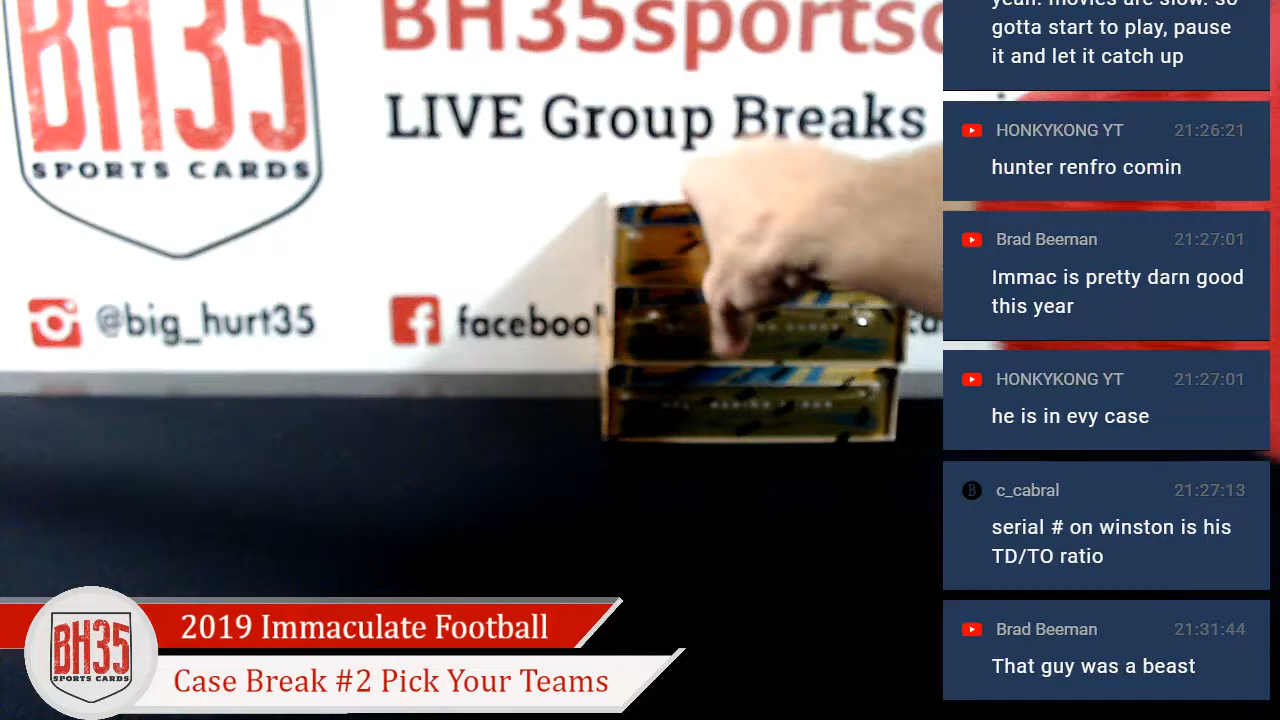 BH35
SPORTS CARDS
BH35sportsc
LIVE Group Breaks
@big_hurt35
faceboo
yeah. movies are slow. so
gotta start to play, pause
it and let it catch up
HONKYKONG YT 21:26:21
hunter renfro comin
Brad Beeman 21:27:01
Immac is pretty darn good
this year
HONKYKONG YT 21:27:01
he is in evy case
c_cabral 21:27:13
serial # on winston is his
TD/TO ratio
Brad Beeman 21:31:44
That guy was a beast
BH35
SPORTS CARDS
2019 Immaculate Football
Case Break #2 Pick Your Teams